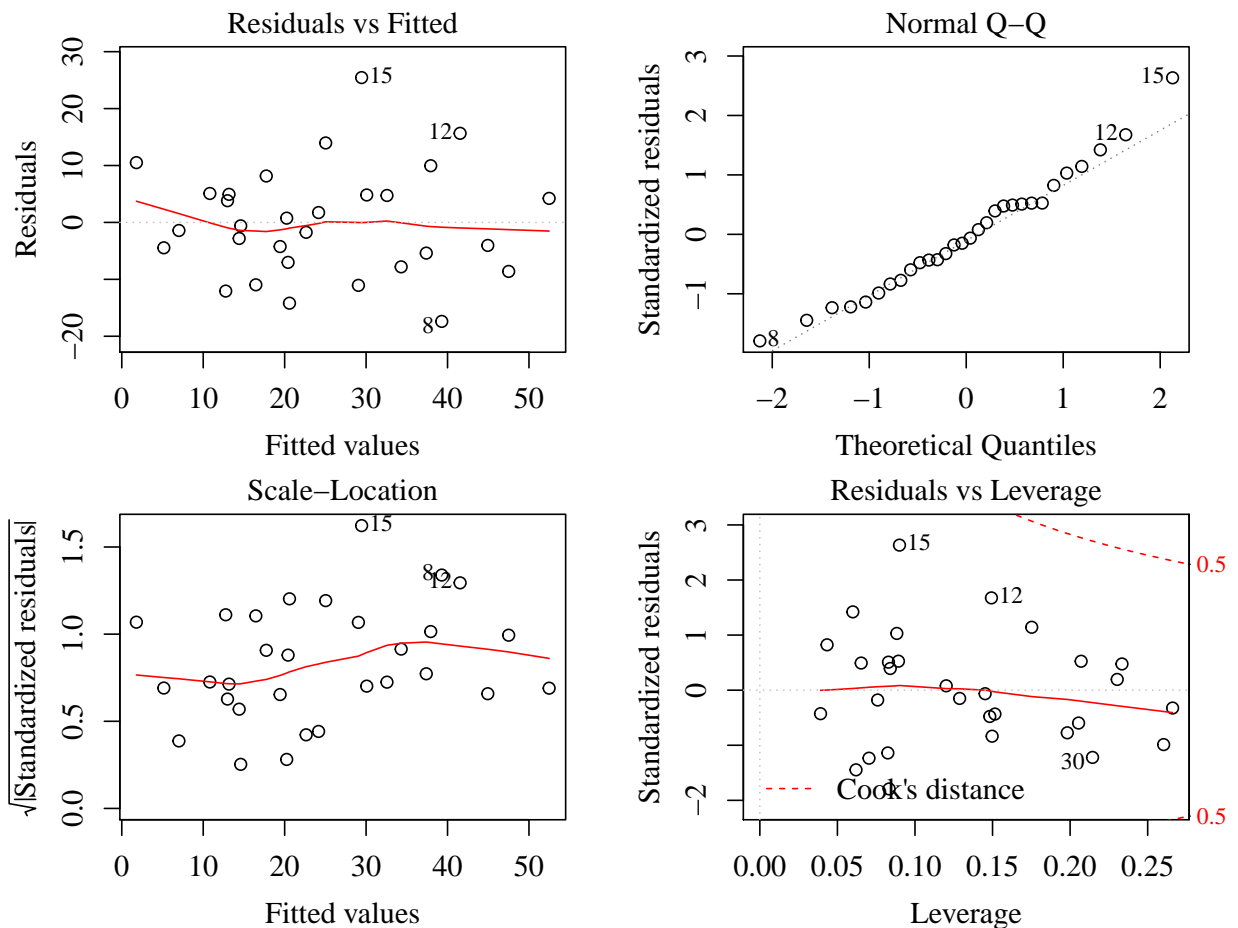 Residuals vs Fitted
Residuals
30
20
10
0
−20
15
12
8
0 10 20 30 40 50
Fitted values
Normal Q−Q
Standardized residuals
3
2
1
0
−1
15
12
8
−2 −1 0 1 2
Theoretical Quantiles
Scale−Location
√|Standardized residuals|
1.5
1.0
0.5
0.0
15
8
12
0 10 20 30 40 50
Fitted values
Residuals vs Leverage
Standardized residuals
3
2
1
0
−2
15
12
30
0.5
0.5
Cook's distance
0.00 0.05 0.10 0.15 0.20 0.25
Leverage